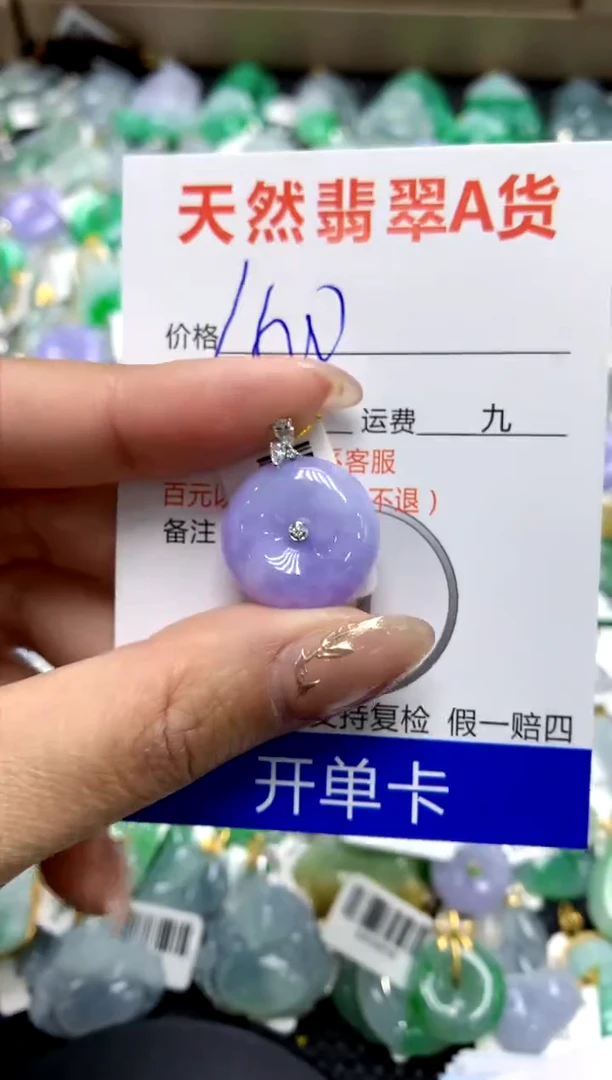 天然翡翠A货
价格
运费 九
客服
百元以 不退）
备注
支持复检 假一赔四
开单卡